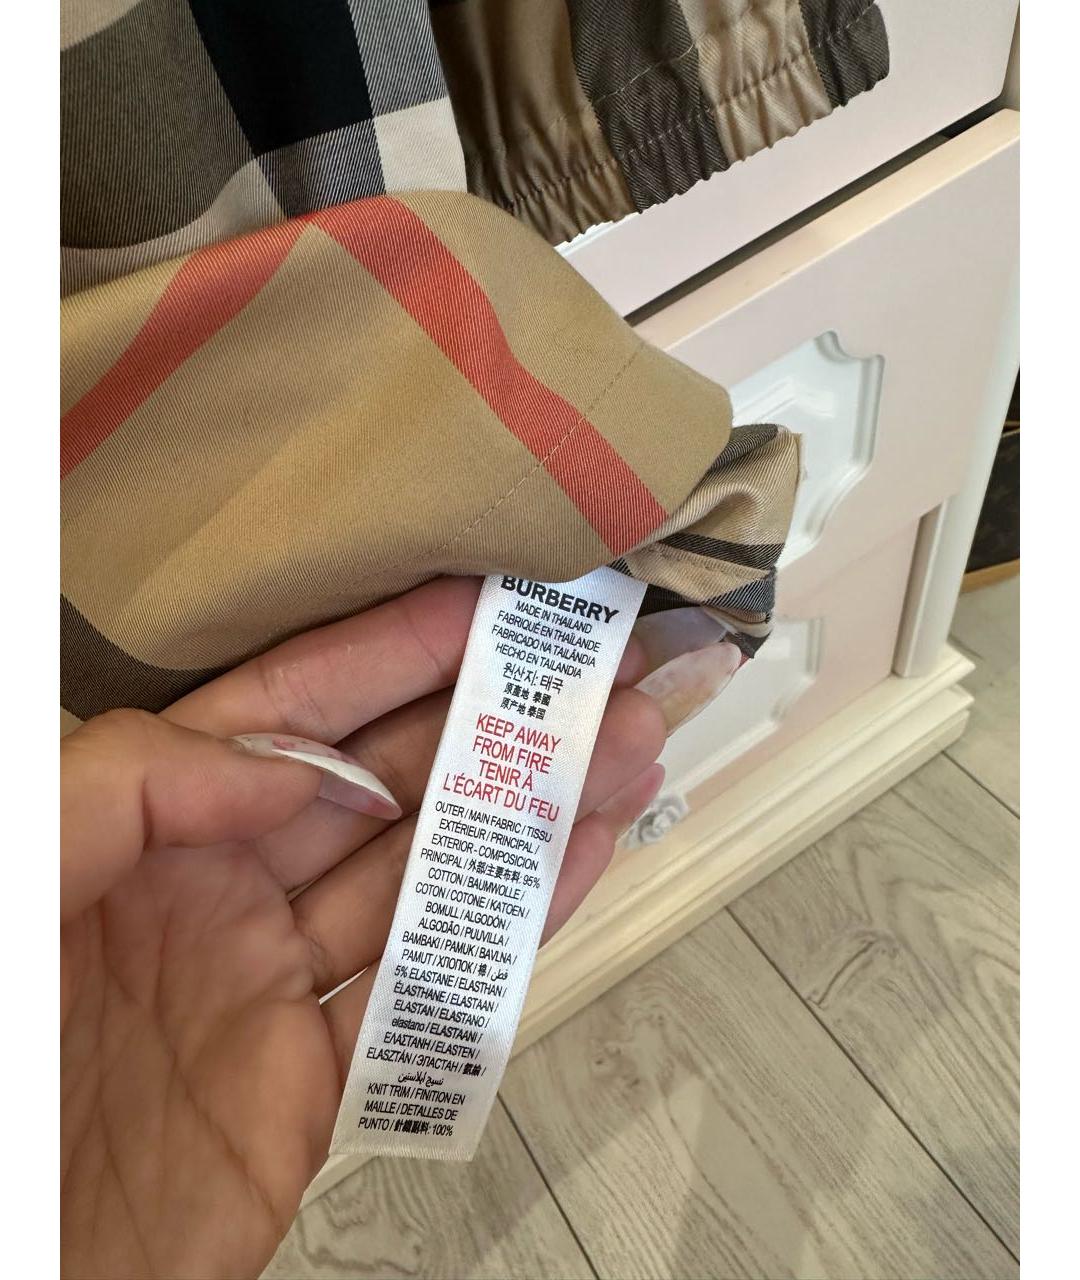 BURBERRY
MADE IN THAILAND
FABRIQUÉ EN THAÏLANDE
FABRICADO NA TAILÂNDIA
HECHO EN TAILANDIA
원산지: 태국
原產地 泰國
原产地 泰国
KEEP AWAY
FROM FIRE
TENIR À
L'ÉCART DU FEU
OUTER / MAIN FABRIC / TISSU
EXTÉRIEUR / PRINCIPAL /
EXTERIOR - COMPOSICION
PRINCIPAL / 外部/主要布料: 95%
COTTON / BAUMWOLLE /
COTON / COTONE / KATOEN /
BOMULL / ALGODÓN /
ALGODÃO / PUUVILLA /
BAMBAKI / PAMUK / BAVLNA /
PAMUT / ХЛОПОК / 棉 / قطن
5% ELASTANE / ELASTHAN /
ÉLASTHANE / ELASTAAN /
ELASTAN / ELASTANO /
elastano / ELASTAANI /
ΕΛΑΣΤΑΝΗ / ELASTEN /
ELASZTÁN / ЭЛАСТАН / 氨綸 /
نسيج إيلاستين
KNIT TRIM / FINITION EN
MAILLE / DETALLES DE
PUNTO / 針織副料: 100%